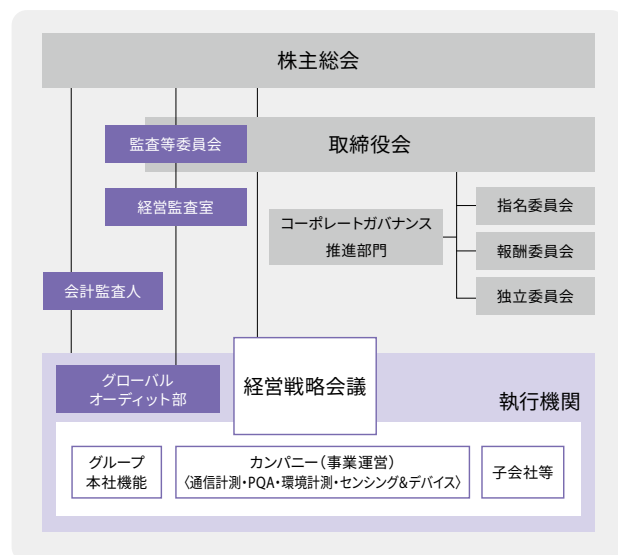 株主総会
監査等委員会
取締役会
経営監査室
コーポレートガバナンス
推進部門
指名委員会
報酬委員会
独立委員会
会計監査人
グローバル
オーディット部
経営戦略会議
執行機関
グループ
本社機能
カンパニー（事業運営）
〈通信計測・PQA・環境計測・センシング&デバイス〉
子会社等